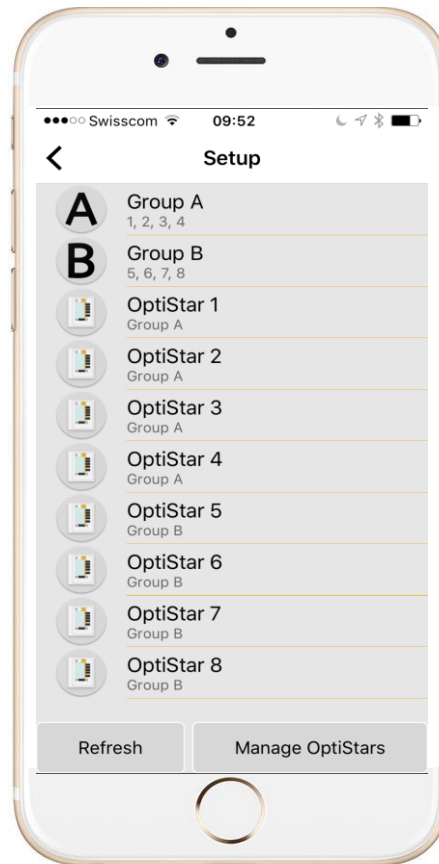 Swisscom 09:52
Setup
A Group A
1, 2, 3, 4
B Group B
5, 6, 7, 8
OptiStar 1
Group A
OptiStar 2
Group A
OptiStar 3
Group A
OptiStar 4
Group A
OptiStar 5
Group B
OptiStar 6
Group B
OptiStar 7
Group B
OptiStar 8
Group B
Refresh Manage OptiStars